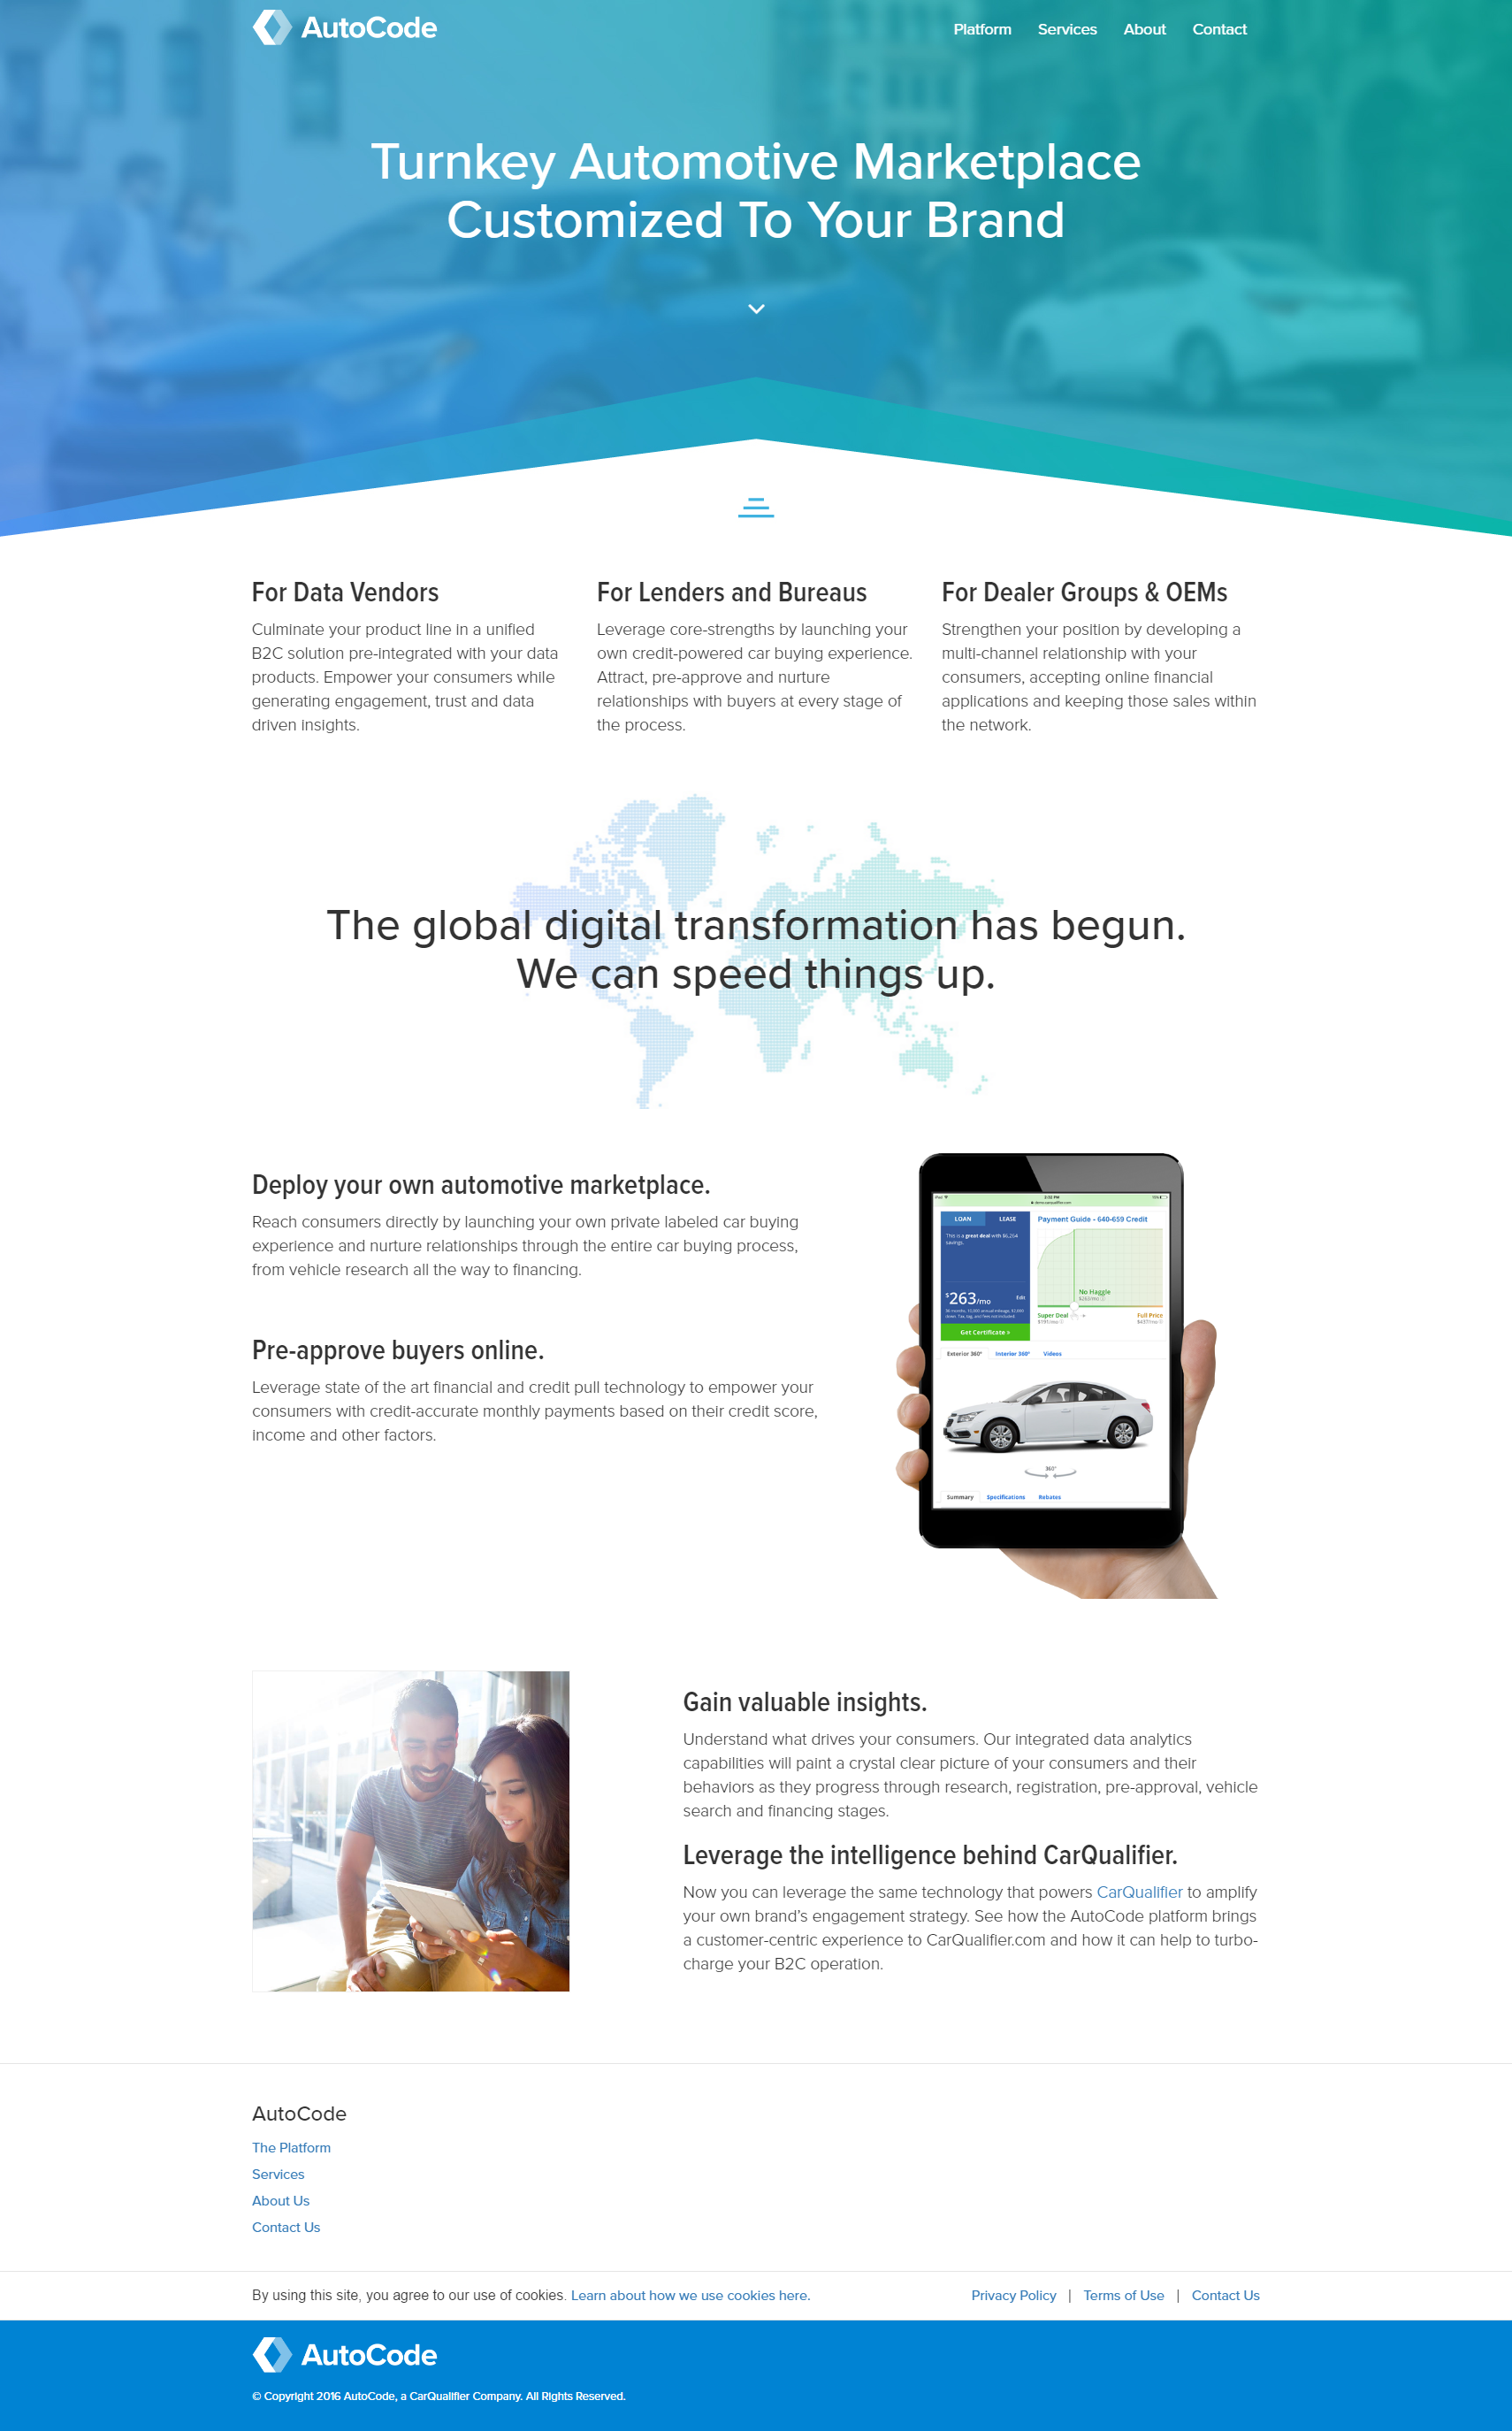 AutoCode
Platform Services About Contact
Turnkey Automotive Marketplace
Customized To Your Brand
For Data Vendors
Culminate your product line in a unified
B2C solution pre-integrated with your data
products. Empower your consumers while
generating engagement, trust and data
driven insights.
For Lenders and Bureaus
Leverage core-strengths by launching your
own credit-powered car buying experience.
Attract, pre-approve and nurture
relationships with buyers at every stage of
the process.
For Dealer Groups & OEMs
Strengthen your position by developing a
multi-channel relationship with your
consumers, accepting online financial
applications and keeping those sales within
the network.
The global digital transformation has begun.
We can speed things up.
Deploy your own automotive marketplace.
Reach consumers directly by launching your own private labeled car buying
experience and nurture relationships through the entire car buying process,
from vehicle research all the way to financing.
Pre-approve buyers online.
Leverage state of the art financial and credit pull technology to empower your
consumers with credit-accurate monthly payments based on their credit score,
income and other factors.
LOAN LEASE
Payment Guide - 640-659 Credit
This is a great deal with $6,254
savings.
$263/mo Edit
Get Certificate >
No Haggle
Super Deal Full Price
Exterior 360° Interior 360° Videos
360°
Summary Specifications Rebates
Gain valuable insights.
Understand what drives your consumers. Our integrated data analytics
capabilities will paint a crystal clear picture of your consumers and their
behaviors as they progress through research, registration, pre-approval, vehicle
search and financing stages.
Leverage the intelligence behind CarQualifier.
Now you can leverage the same technology that powers CarQualifier to amplify
your own brand’s engagement strategy. See how the AutoCode platform brings
a customer-centric experience to CarQualifier.com and how it can help to turbo-
charge your B2C operation.
AutoCode
The Platform
Services
About Us
Contact Us
By using this site, you agree to our use of cookies. Learn about how we use cookies here.
Privacy Policy | Terms of Use | Contact Us
AutoCode
© Copyright 2016 AutoCode, a CarQualifier Company. All Rights Reserved.